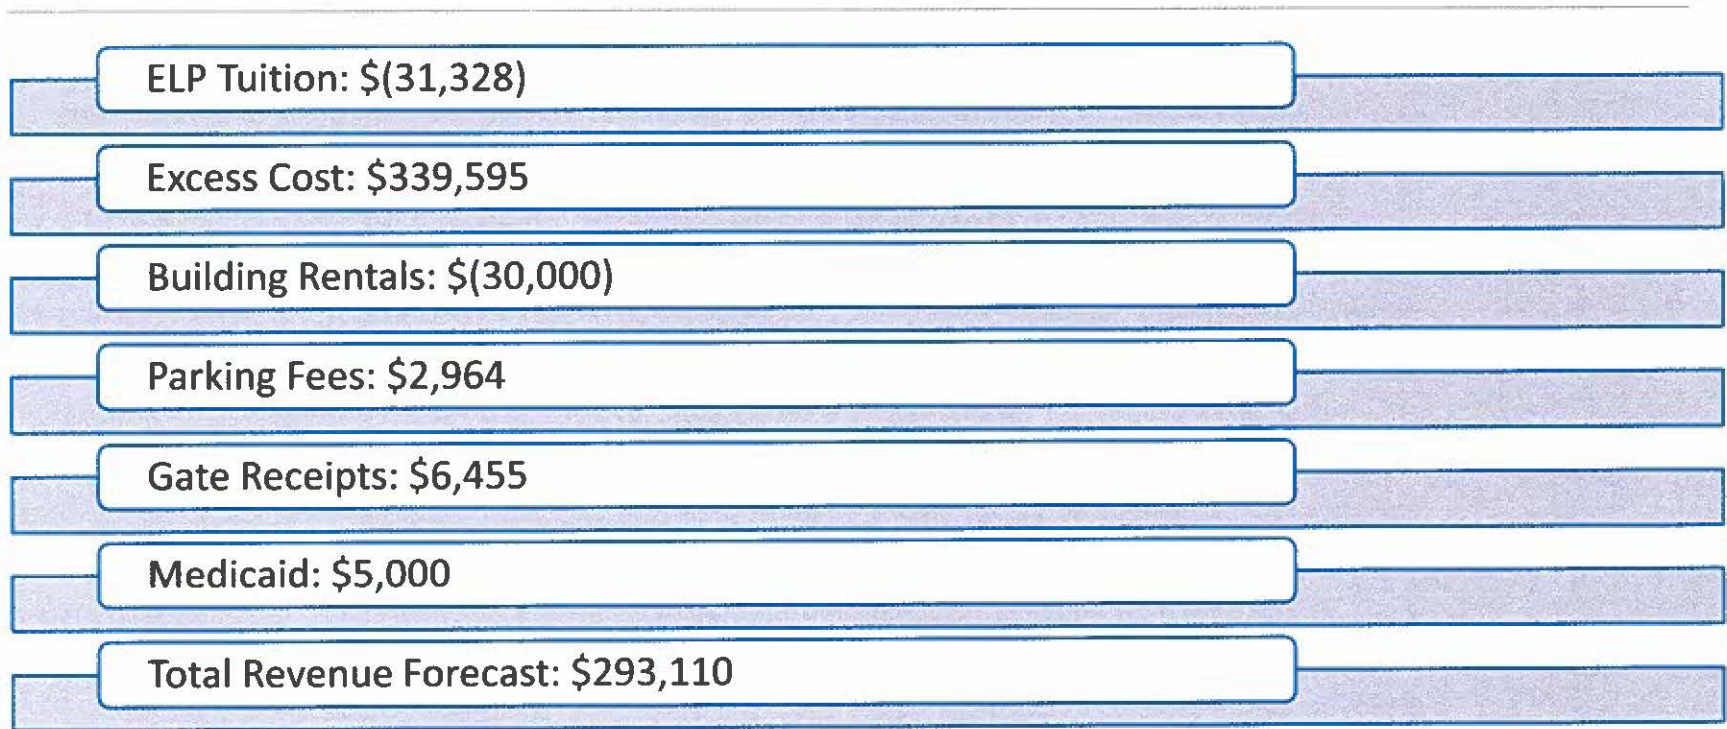 ELP Tuition: $(31,328)
Excess Cost: $339,595
Building Rentals: $(30,000)
Parking Fees: $2,964
Gate Receipts: $6,455
Medicaid: $5,000
Total Revenue Forecast: $293,110